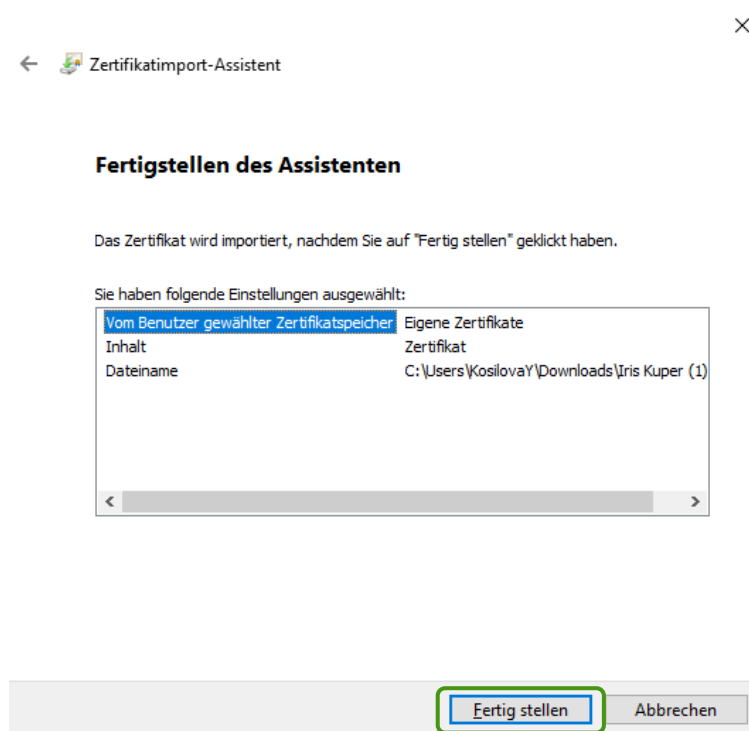 Zertifikatimport-Assistent
Fertigstellen des Assistenten
Das Zertifikat wird importiert, nachdem Sie auf "Fertig stellen" geklickt haben.
Sie haben folgende Einstellungen ausgewählt:
Vom Benutzer gewählter Zertifikatspeicher Eigene Zertifikate
Inhalt Zertifikat
Dateiname C:\Users\KosilovaY\Downloads\Iris Kuper (1)
Fertig stellen Abbrechen